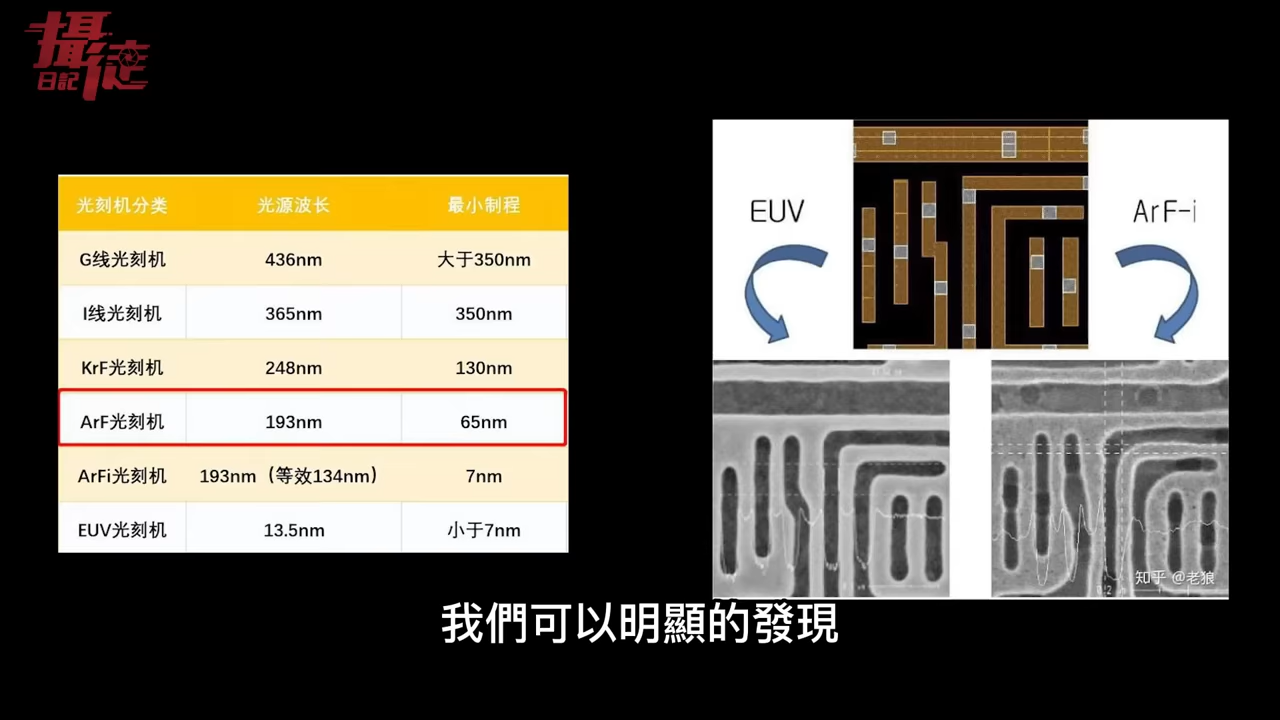 攝徒
日記
光刻机分类 光源波长 最小制程
G线光刻机 436nm 大于350nm
I线光刻机 365nm 350nm
KrF光刻机 248nm 130nm
ArF光刻机 193nm 65nm
ArFi光刻机 193nm（等效134nm） 7nm
EUV光刻机 13.5nm 小于7nm
EUV
ArF-i
知乎 @老狼
我們可以明顯的發現